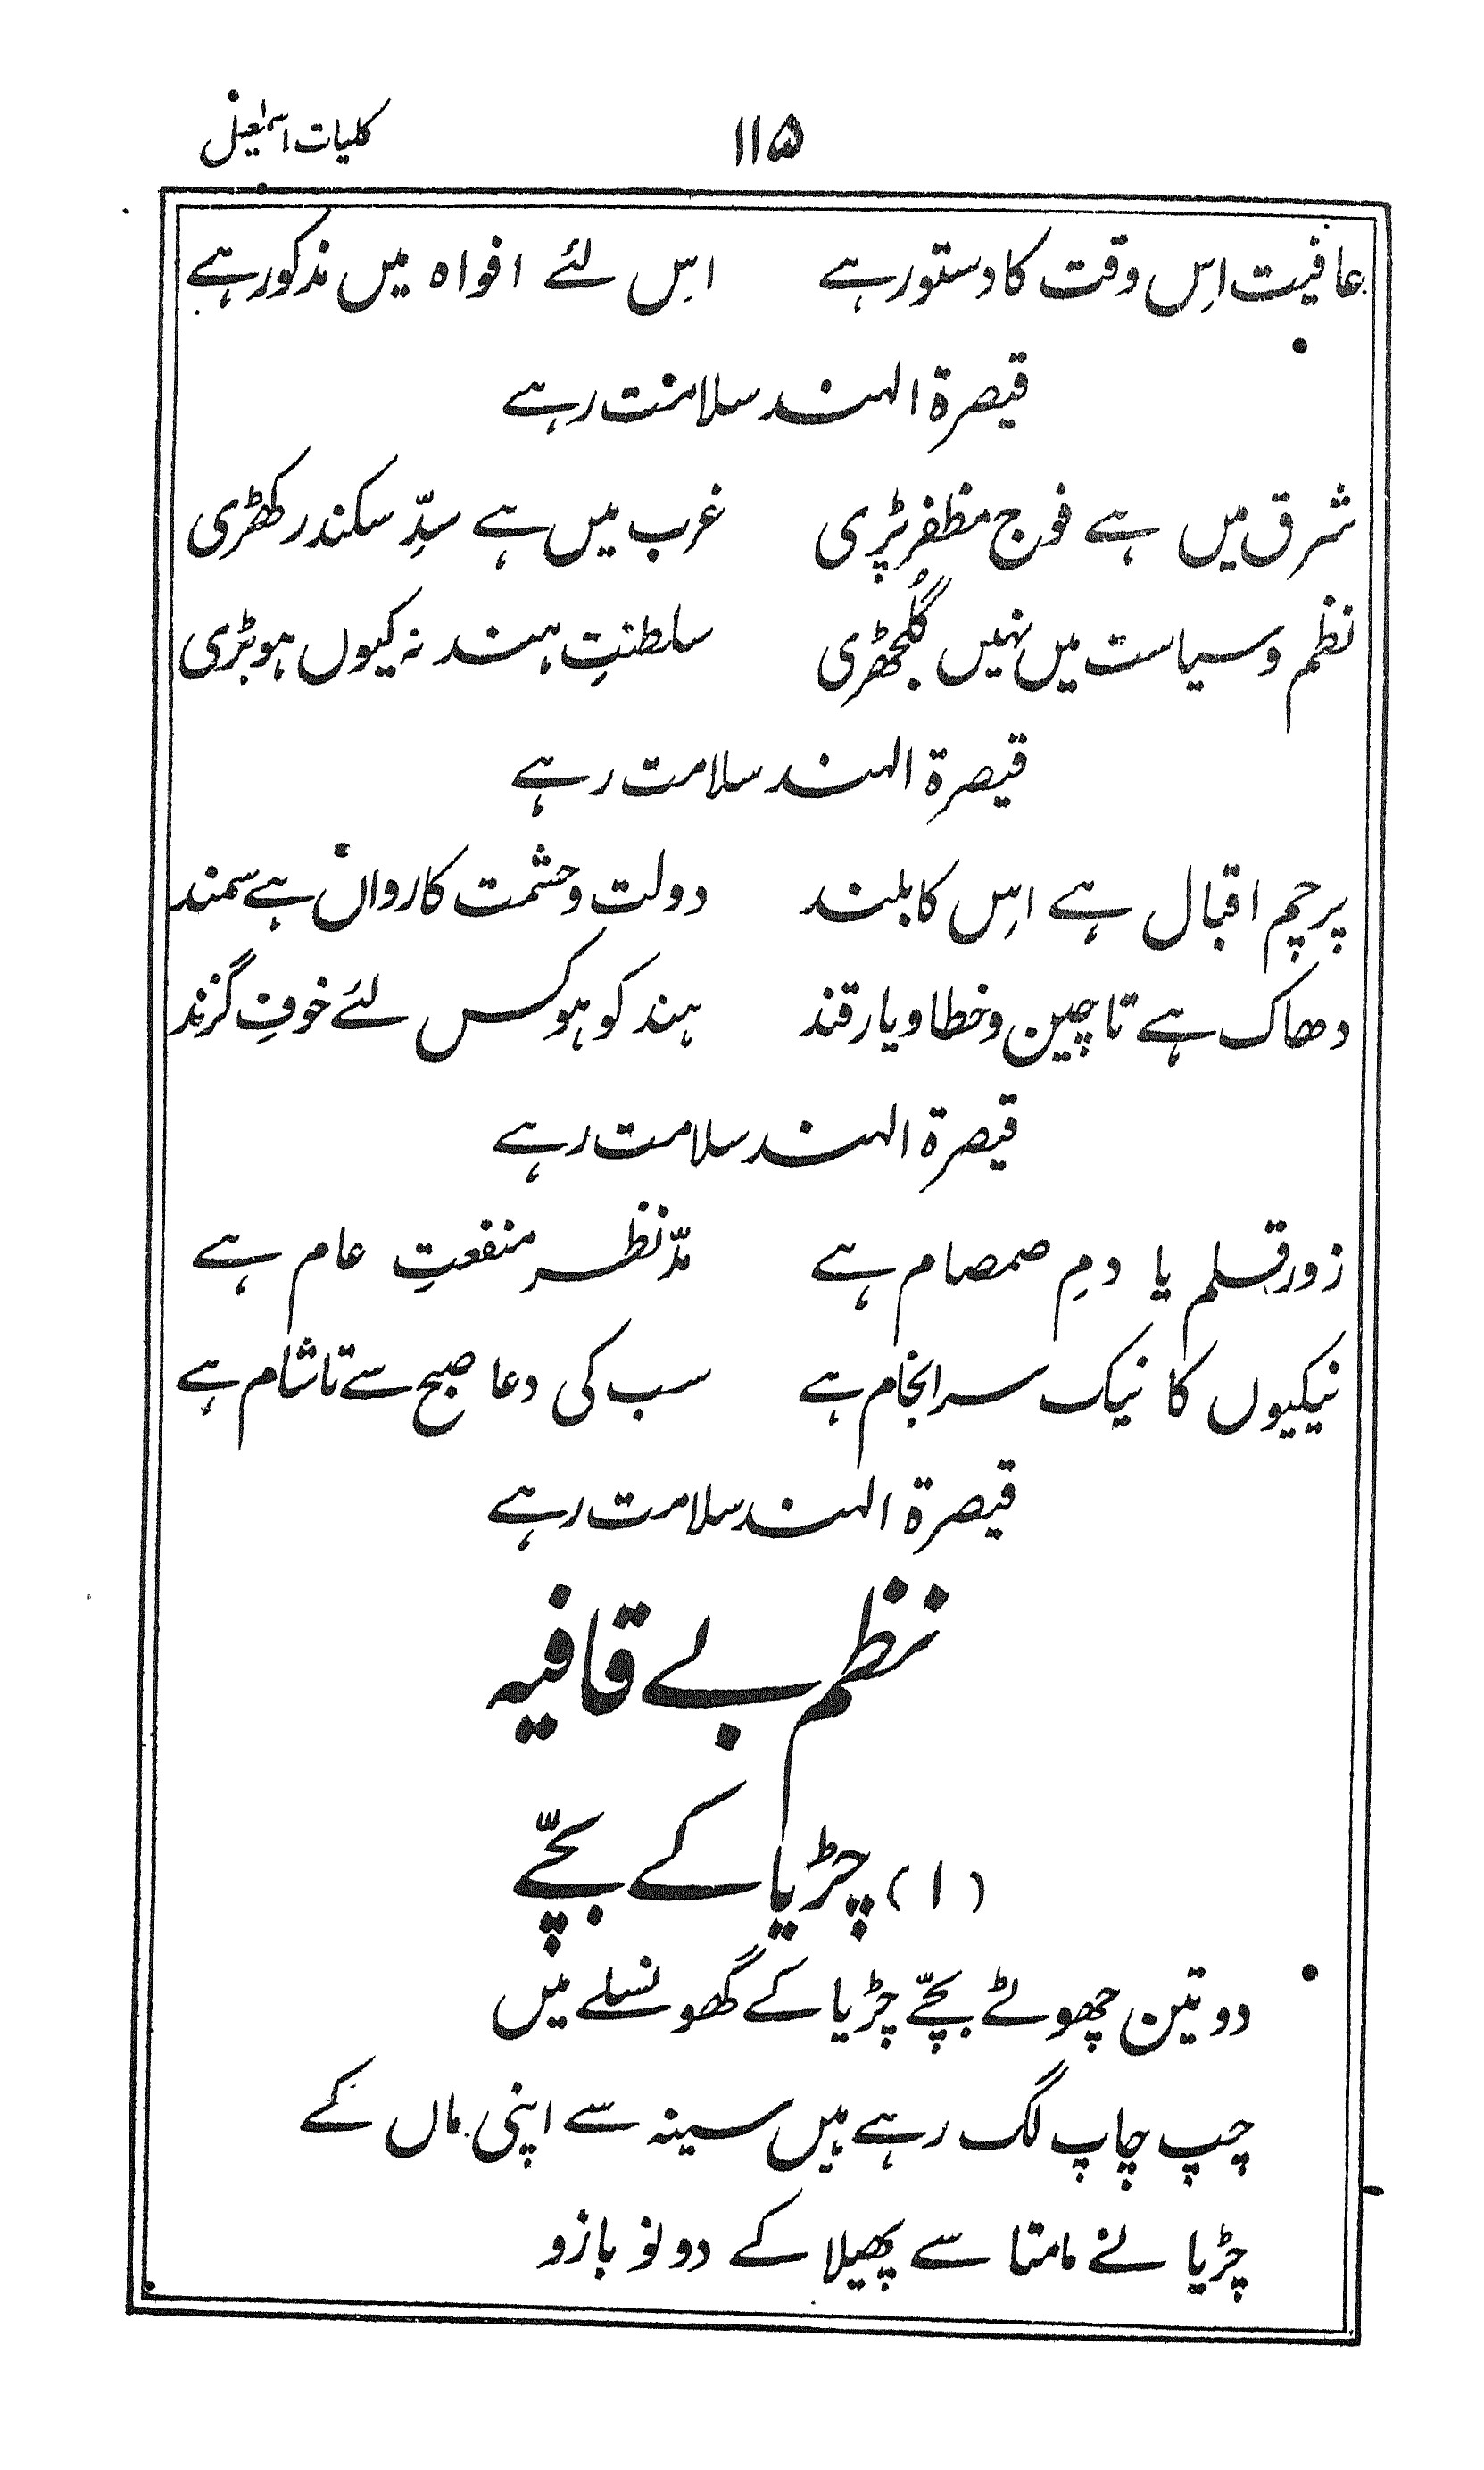 ۱۱۵ کلیات اسمٰعیل
عافیت اِس وقت کا دستور ہے اِس لئے افواہ میں مذکور ہے
قیصرۃ الہند سلامت رہے
شرق میں ہے فوج مظفر پڑی غرب میں ہے سدِّ سکندر کھڑی
نظم و سیاست میں نہیں گُلجھڑی سلطنتِ ہند نہ کیوں ہو بڑی
قیصرۃ الہند سلامت رہے
پرچم اقبال ہے اِس کا بلند دولتِ وحشمت کا رواں ہے سمند
دھاک ہے تا چین و خطا و یارقند ہند کو ہو کس لئے خوفِ گزند
قیصرۃ الہند سلامت رہے
زور قلم یا دمِ صمصام ہے مدّ نظر منفعتِ عام ہے
نیکیوں کا نیک سرانجام ہے سب کی دعا صبح سے تا شام ہے
قیصرۃ الہند سلامت رہے
نظم بے قافیہ
(۱) چڑیا کے بچّے
دو تین چھوٹے بچّے چڑیا کے گھونسلے میں
چپ چاپ لگ رہے ہیں سینہ سے اپنی ماں کے
چڑیا نے مامتا سے پھیلا کے دونو بازو